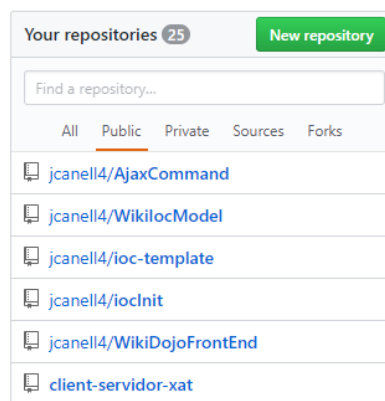 Your repositories 25 New repository
Find a repository...
All Public Private Sources Forks
jcanell4/AjaxCommand
jcanell4/WikiIocModel
jcanell4/ioc-template
jcanell4/iocInit
jcanell4/WikiDojoFrontEnd
client-servidor-xat